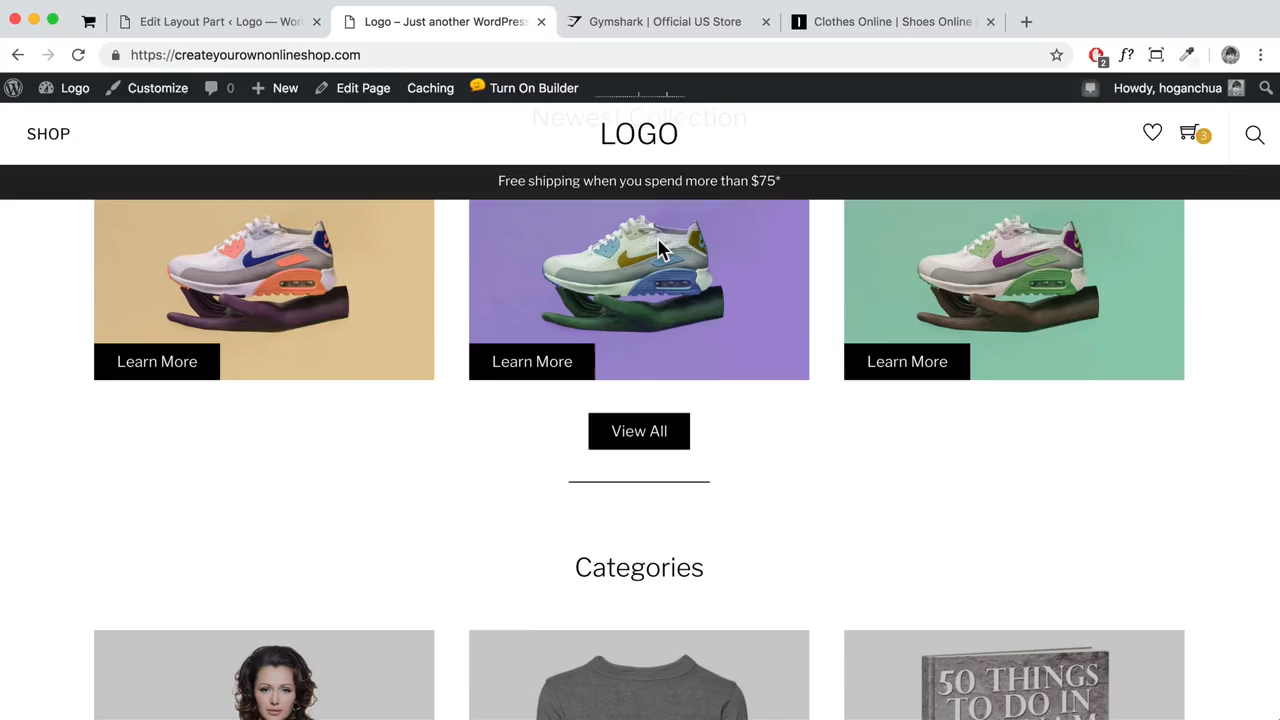 Edit Layout Part ‹ Logo — Wor
Logo – Just another WordPress
Gymshark | Official US Store
Clothes Online | Shoes Online
https://createyourownonlineshop.com
2
f?
Logo
Customize
0
New
Edit Page
Caching
Turn On Builder
Howdy, hoganchua
Newest Collection
SHOP
LOGO
3
Free shipping when you spend more than $75*
Learn More
Learn More
Learn More
View All
Categories
50 THINGS
TO DO IN